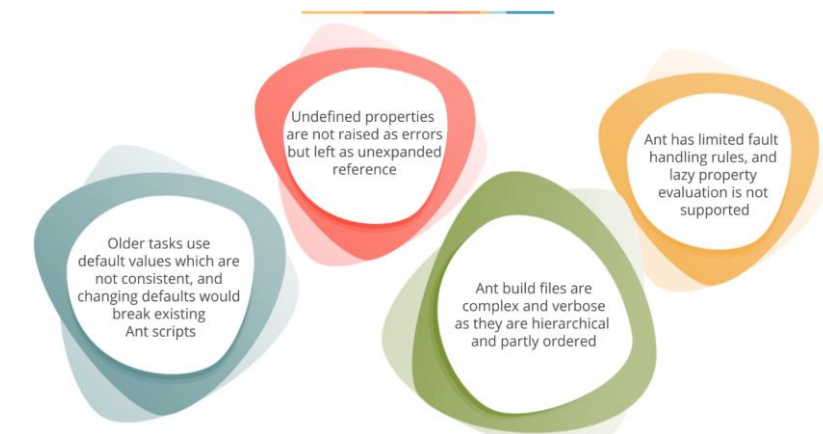 Older tasks use
default values which are
not consistent, and
changing defaults would
break existing
Ant scripts
Undefined properties
are not raised as errors
but left as unexpanded
reference
Ant build files are
complex and verbose
as they are hierarchical
and partly ordered
Ant has limited fault
handling rules, and
lazy property
evaluation is not
supported